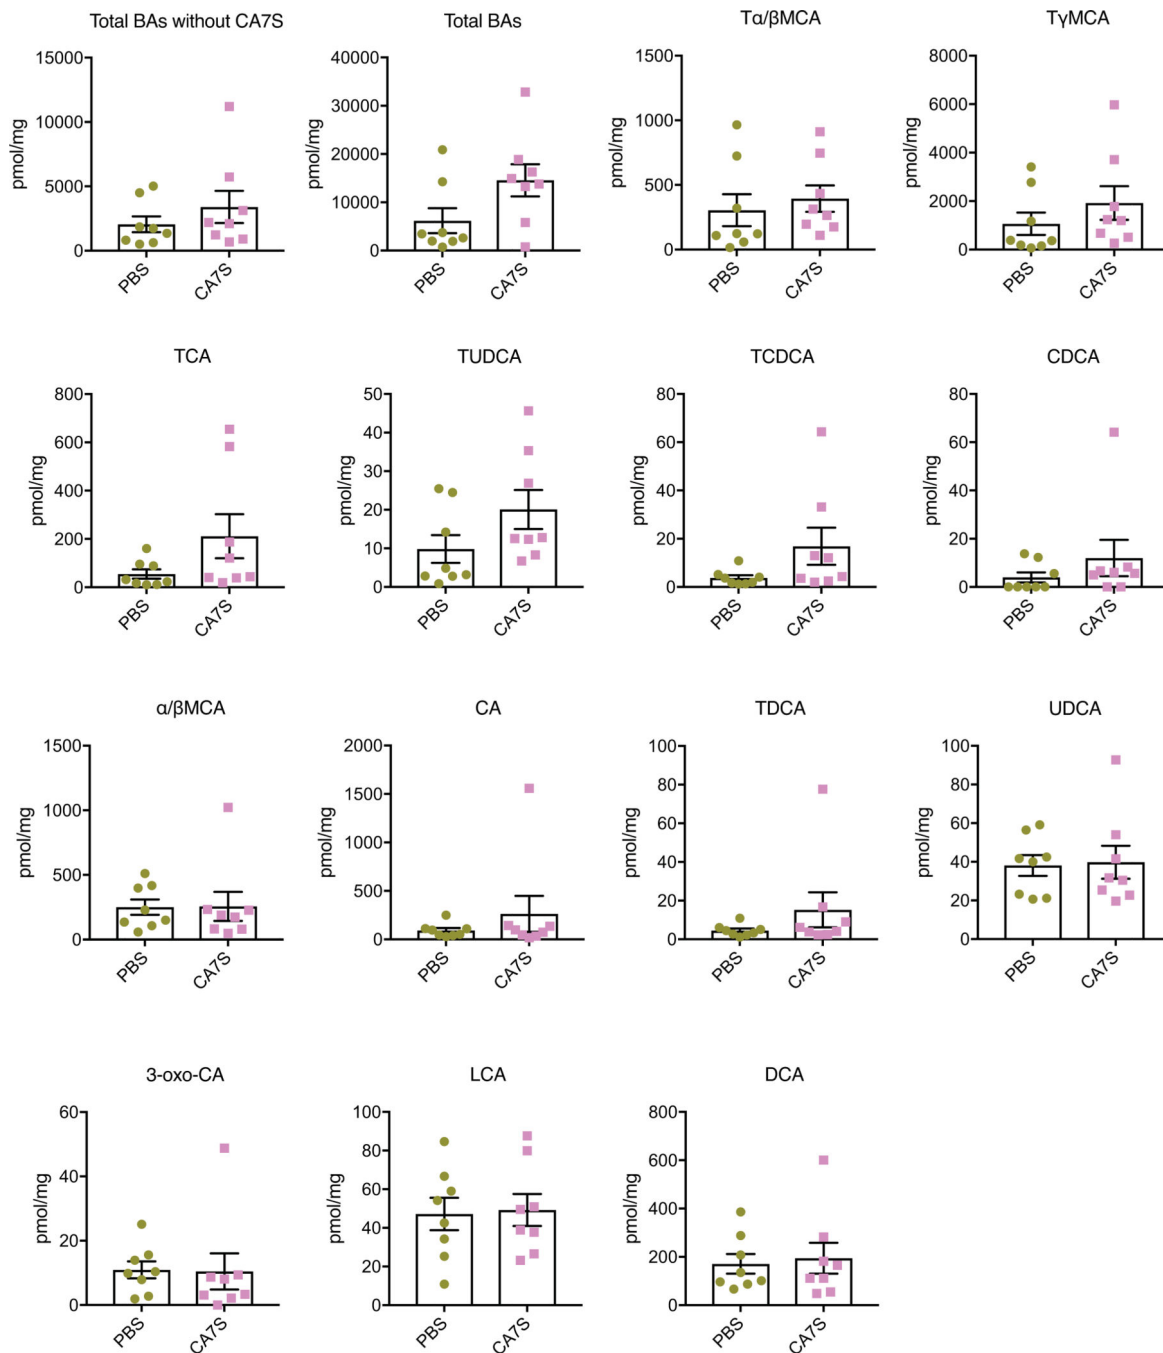 Total BAs without CA7S
Total BAs
Tα/βMCA
TγMCA
15000
10000
5000
0
pmol/mg
PBS
CA7S
40000
30000
20000
10000
0
pmol/mg
PBS
CA7S
1500
1000
500
0
pmol/mg
PBS
CA7S
8000
6000
4000
2000
0
pmol/mg
PBS
CA7S
TCA
TUDCA
TCDCA
CDCA
800
600
400
200
0
pmol/mg
PBS
CA7S
50
40
30
20
10
0
pmol/mg
PBS
CA7S
80
60
40
20
0
pmol/mg
PBS
CA7S
80
60
40
20
0
pmol/mg
PBS
CA7S
α/βMCA
CA
TDCA
UDCA
1500
1000
500
0
pmol/mg
PBS
CA7S
2000
1500
1000
500
0
pmol/mg
PBS
CA7S
100
80
60
40
20
0
pmol/mg
PBS
CA7S
100
80
60
40
20
0
pmol/mg
PBS
CA7S
3-oxo-CA
LCA
DCA
60
40
20
0
pmol/mg
PBS
CA7S
100
80
60
40
20
0
pmol/mg
PBS
CA7S
800
600
400
200
0
pmol/mg
PBS
CA7S